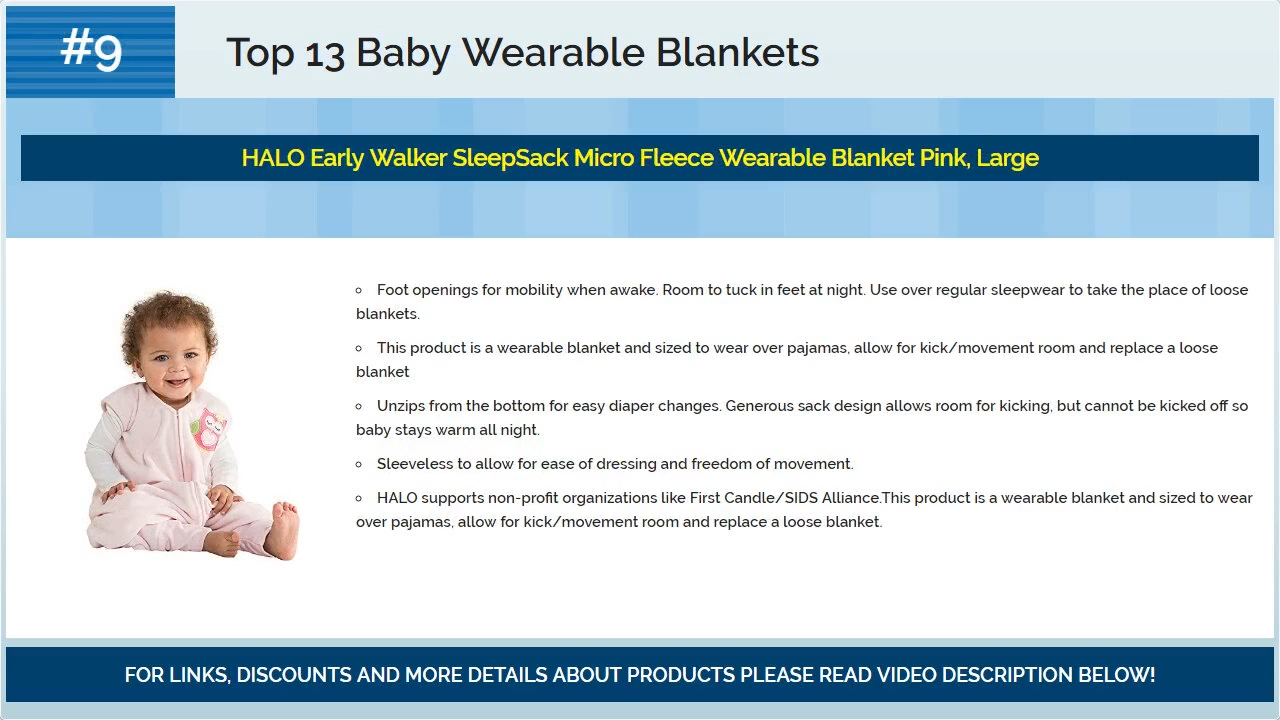 #9
Top 13 Baby Wearable Blankets
HALO Early Walker SleepSack Micro Fleece Wearable Blanket Pink, Large
Foot openings for mobility when awake. Room to tuck in feet at night. Use over regular sleepwear to take the place of loose
blankets.
This product is a wearable blanket and sized to wear over pajamas, allow for kick/movement room and replace a loose
blanket
Unzips from the bottom for easy diaper changes. Generous sack design allows room for kicking, but cannot be kicked off so
baby stays warm all night.
Sleeveless to allow for ease of dressing and freedom of movement.
HALO supports non-profit organizations like First Candle/SIDS Alliance.This product is a wearable blanket and sized to wear
over pajamas, allow for kick/movement room and replace a loose blanket.
FOR LINKS, DISCOUNTS AND MORE DETAILS ABOUT PRODUCTS PLEASE READ VIDEO DESCRIPTION BELOW!